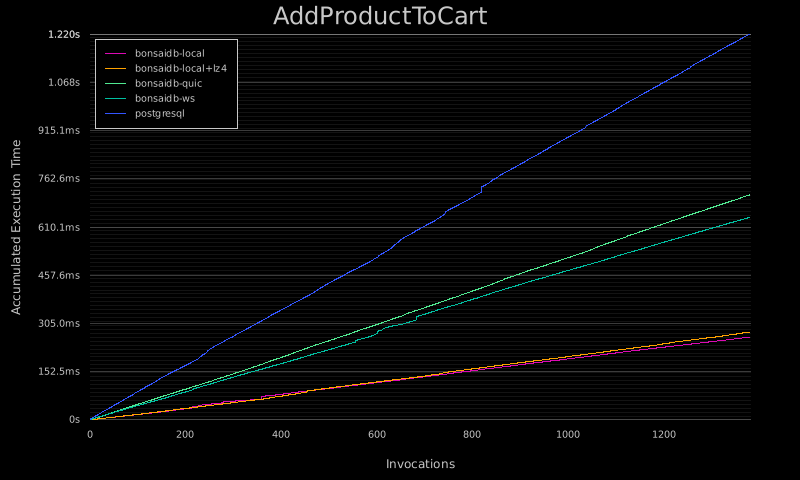 AddProductToCart
1.220s
1.068s
915.1ms
762.6ms
610.1ms
457.6ms
305.0ms
152.5ms
0s
Accumulated Execution Time
bonsaidb-local
bonsaidb-local+lz4
bonsaidb-quic
bonsaidb-ws
postgresql
0 200 400 600 800 1000 1200
Invocations